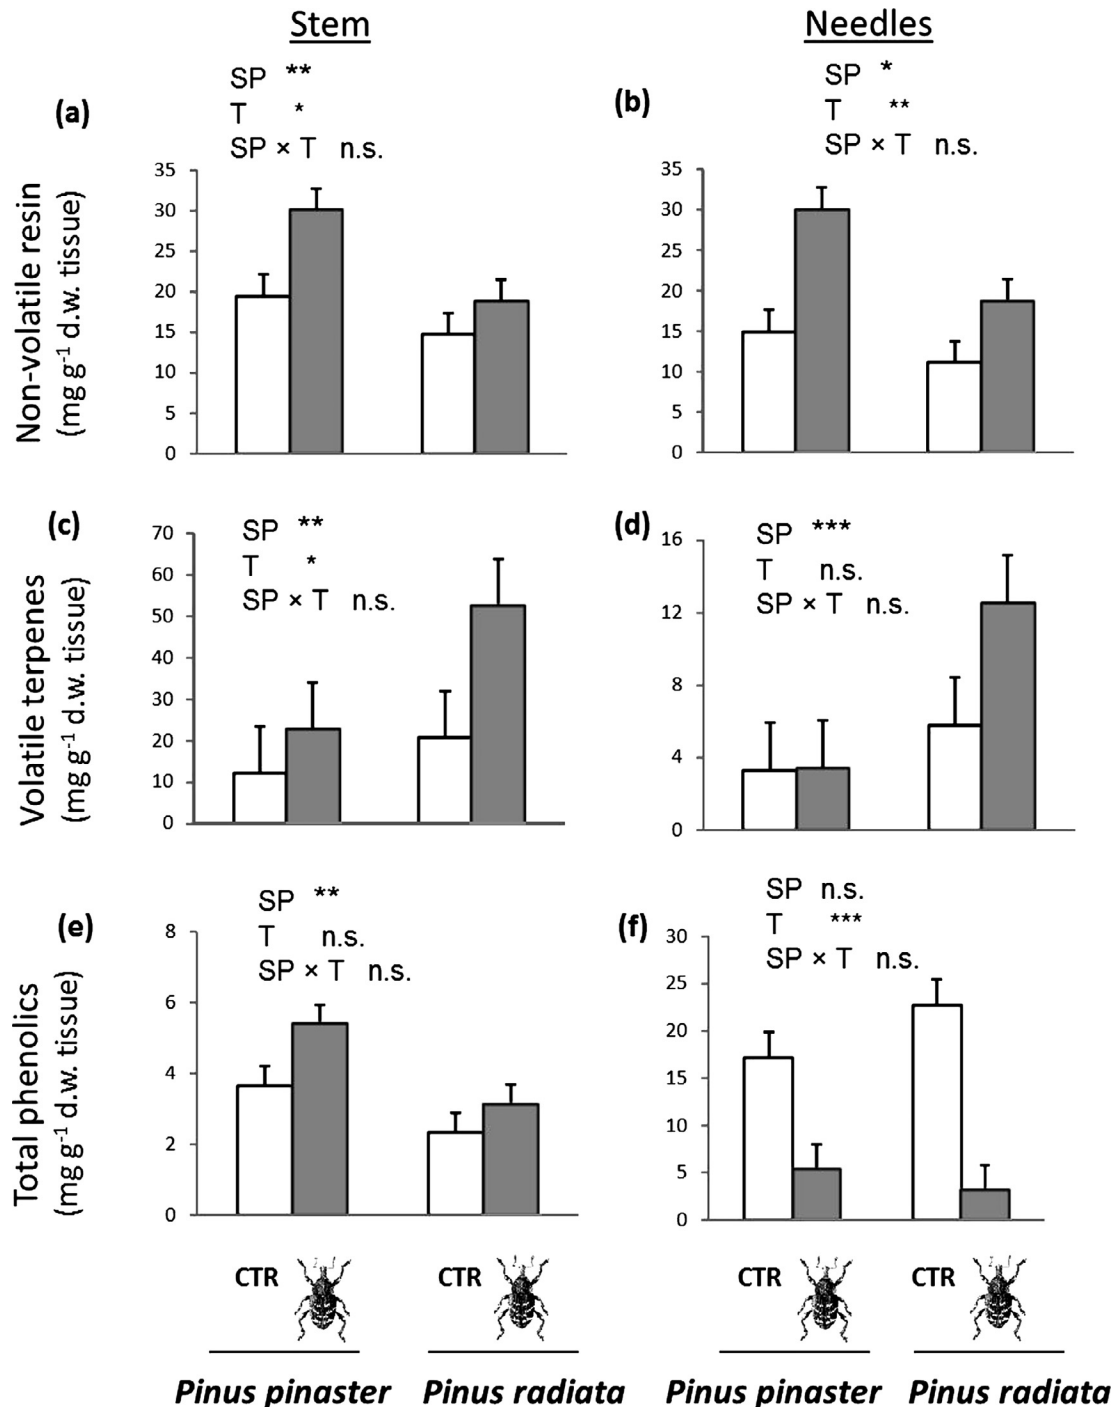 Stem
Needles
(a)
SP **
T *
SP × T n.s.
Non-volatile resin
(mg g⁻¹ d.w. tissue)
35
30
25
20
15
10
5
0
(b)
SP *
T **
SP × T n.s.
35
30
25
20
15
10
5
0
(c)
SP **
T *
SP × T n.s.
Volatile terpenes
(mg g⁻¹ d.w. tissue)
70
60
50
40
30
20
10
0
(d)
SP ***
T n.s.
SP × T n.s.
16
12
8
4
0
(e)
SP **
T n.s.
SP × T n.s.
Total phenolics
(mg g⁻¹ d.w. tissue)
8
6
4
2
0
(f)
SP n.s.
T ***
SP × T n.s.
30
25
20
15
10
5
0
CTR
CTR
CTR
CTR
Pinus pinaster
Pinus radiata
Pinus pinaster
Pinus radiata